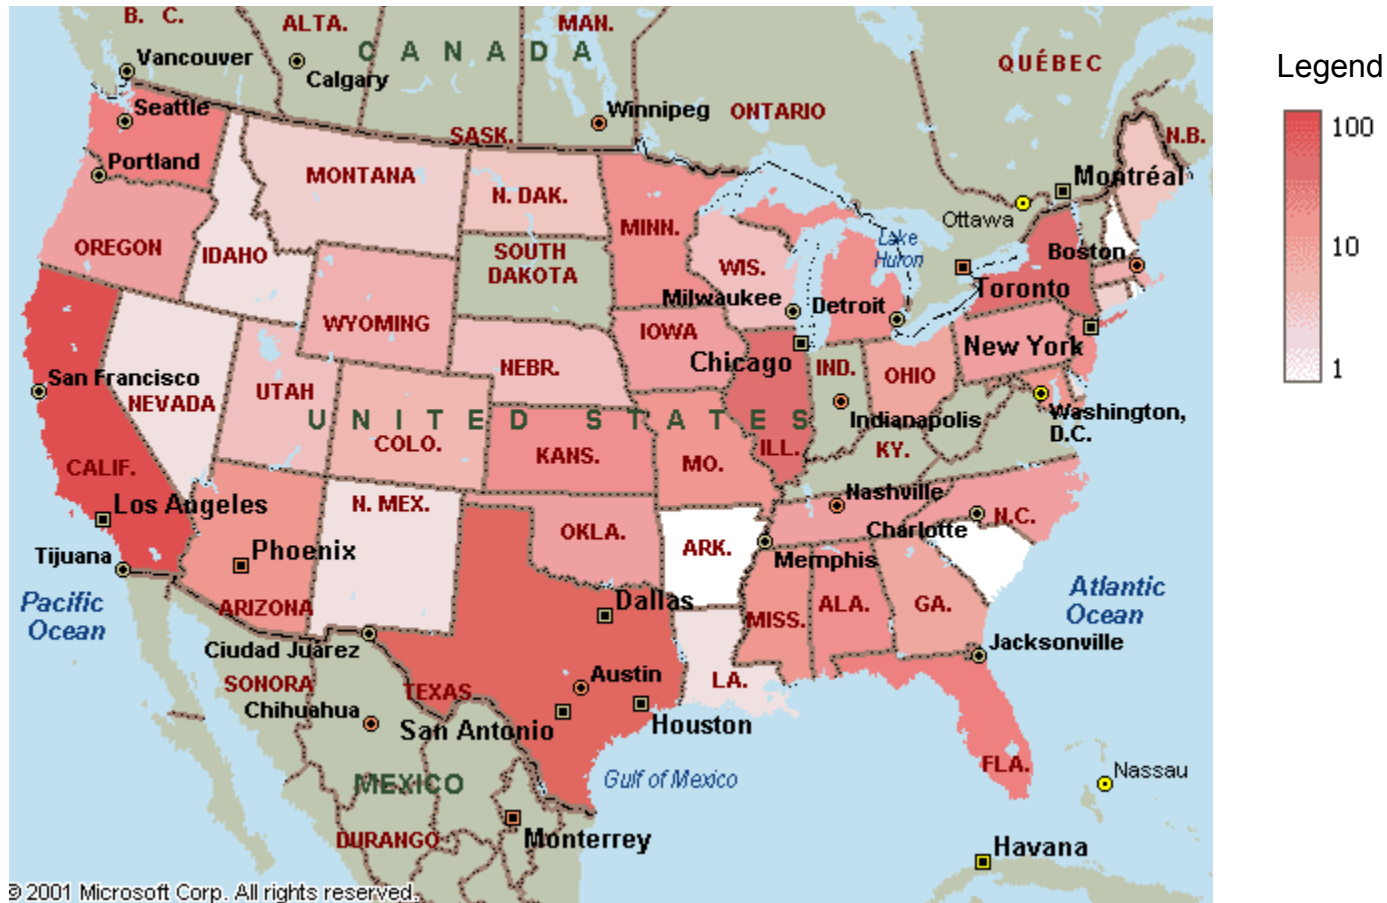 B. C.
ALTA.
MAN.
CANADA
QUÉBEC
Vancouver
Calgary
Winnipeg
ONTARIO
Seattle
SASK.
N.B.
Portland
MONTANA
N. DAK.
Montréal
Ottawa
MINN.
OREGON
IDAHO
SOUTH
DAKOTA
WIS.
Lake
Huron
Boston
Toronto
WYOMING
Milwaukee
Detroit
IOWA
Chicago
New York
San Francisco
NEVADA
UTAH
NEBR.
IND.
OHIO
UNITED STATES
Indianapolis
Washington,
D.C.
COLO.
KANS.
MO.
ILL.
KY.
CALIF.
Los Angeles
N. MEX.
Nashville
Charlotte
N.C.
Tijuana
Phoenix
OKLA.
ARK.
Memphis
Pacific
Ocean
ARIZONA
Dallas
MISS.
ALA.
GA.
Atlantic
Ocean
Ciudad Juárez
Jacksonville
SONORA
TEXAS
Austin
LA.
Chihuahua
San Antonio
Houston
FLA.
MEXICO
Gulf of Mexico
Nassau
DURANGO
Monterrey
Havana
© 2001 Microsoft Corp. All rights reserved.
Legend
100
10
1